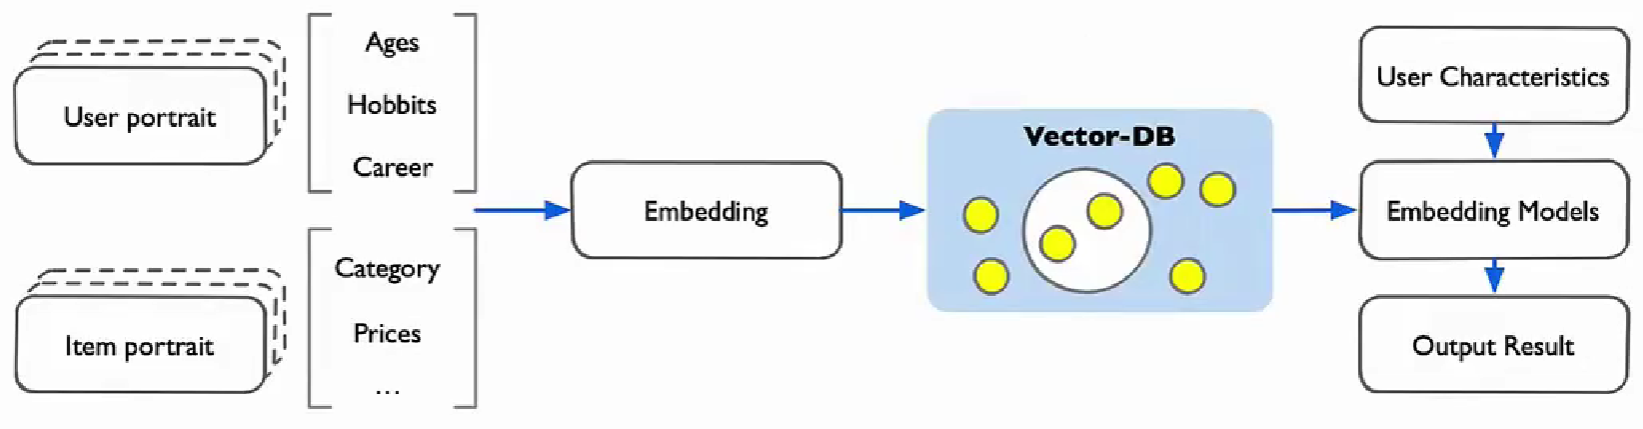 User portrait
Ages
Hobbits
Career
Item portrait
Category
Prices
...
Embedding
Vector-DB
User Characteristics
Embedding Models
Output Result